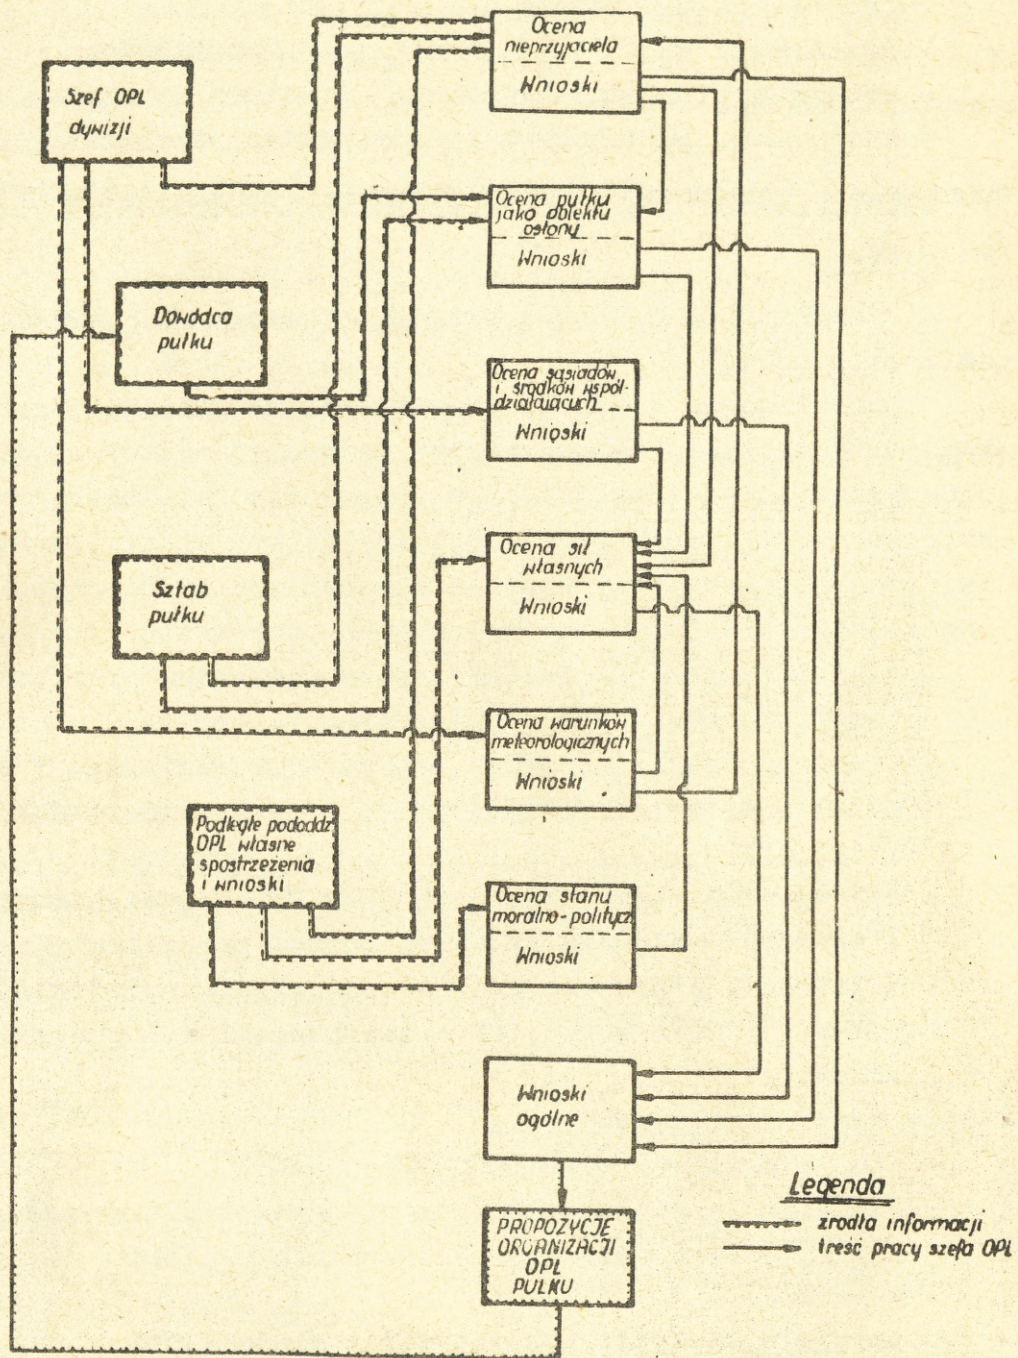 Ocena
nieprzyjaciela
Wnioski
Szef OPL
dywizji
Ocena pułku
jako obiektu
osłony
Wnioski
Dowódca
pułku
Ocena sąsiadów
i środków współ-
działających
Wnioski
Sztab
pułku
Ocena sił
własnych
Wnioski
Ocena warunków
meteorologicznych
Wnioski
Podległe pododdz
OPL własne
spostrzeżenia
i wnioski
Ocena stanu
moralno-politycz.
Wnioski
Wnioski
ogólne
PROPOZYCJE
ORGANIZACJI
OPL
PUŁKU
Legenda
źrodła informacji
treść pracy szefa OPL